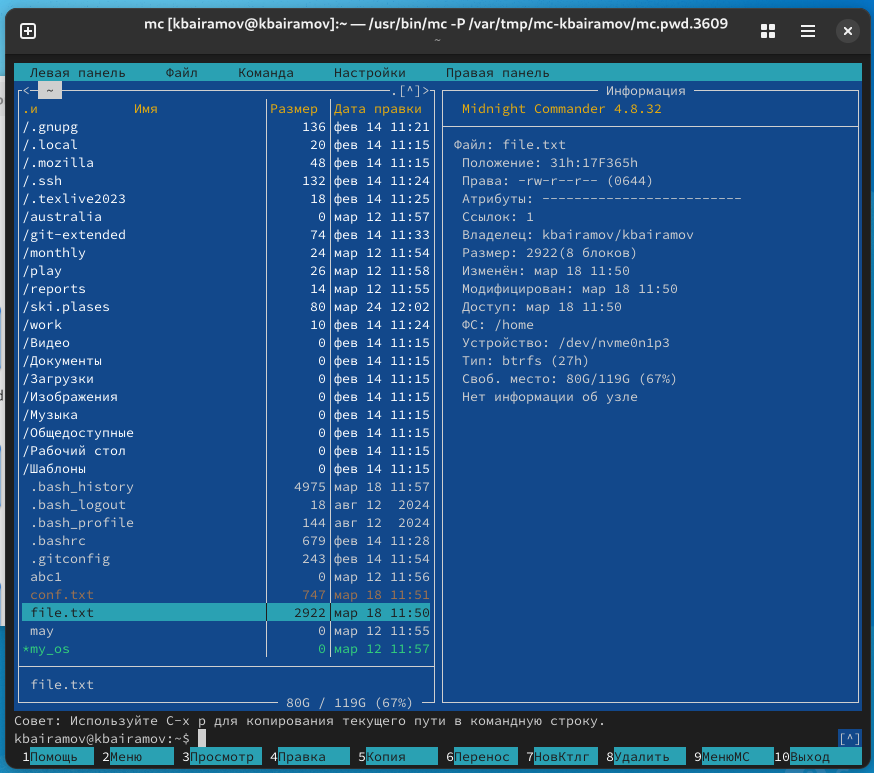 mc [kbairamov@kbairamov]:~ — /usr/bin/mc -P /var/tmp/mc-kbairamov/mc.pwd.3609
~
Левая панель Файл Команда Настройки Правая панель
<─ ~ .[^]>
.и Имя Размер Дата правки
/.gnupg 136 фев 14 11:21
/.local 20 фев 14 11:15
/.mozilla 48 фев 14 11:15
/.ssh 132 фев 14 11:24
/.texlive2023 18 фев 14 11:25
/australia 0 мар 12 11:57
/git-extended 74 фев 14 11:33
/monthly 24 мар 12 11:54
/play 26 мар 12 11:58
/reports 14 мар 12 11:55
/ski.plases 80 мар 24 12:02
/work 10 фев 14 11:24
/Видео 0 фев 14 11:15
/Документы 0 фев 14 11:15
/Загрузки 0 фев 14 11:15
/Изображения 0 фев 14 11:15
/Музыка 0 фев 14 11:15
/Общедоступные 0 фев 14 11:15
/Рабочий стол 0 фев 14 11:15
/Шаблоны 0 фев 14 11:15
.bash_history 4975 мар 18 11:57
.bash_logout 18 авг 12 2024
.bash_profile 144 авг 12 2024
.bashrc 679 фев 14 11:28
.gitconfig 243 фев 14 11:54
abc1 0 мар 12 11:56
conf.txt 747 мар 18 11:51
file.txt 2922 мар 18 11:50
may 0 мар 12 11:55
*my_os 0 мар 12 11:57
file.txt
80G / 119G (67%)
Информация
Midnight Commander 4.8.32
Файл: file.txt
Положение: 31h:17F365h
Права: -rw-r--r-- (0644)
Атрибуты: -------------------------
Ссылок: 1
Владелец: kbairamov/kbairamov
Размер: 2922(8 блоков)
Изменён: мар 18 11:50
Модифицирован: мар 18 11:50
Доступ: мар 18 11:50
ФС: /home
Устройство: /dev/nvme0n1p3
Тип: btrfs (27h)
Своб. место: 80G/119G (67%)
Нет информации об узле
Совет: Используйте C-x p для копирования текущего пути в командную строку.
kbairamov@kbairamov:~$ [^]
1Помощь 2Меню 3Просмотр 4Правка 5Копия 6Перенос 7НовКтлг 8Удалить 9МенюМС 10Выход